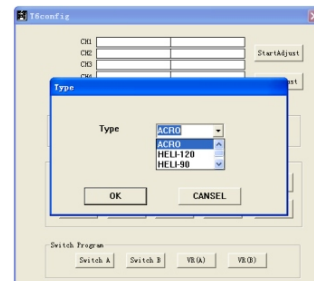 T6config
CH1
CH2
CH3
CH4
StartAdjust
Type
Type
ACRO
ACRO
HELI-120
HELI-90
OK
CANSEL
Switch Program
Switch A
Switch B
VR(A)
VR(B)